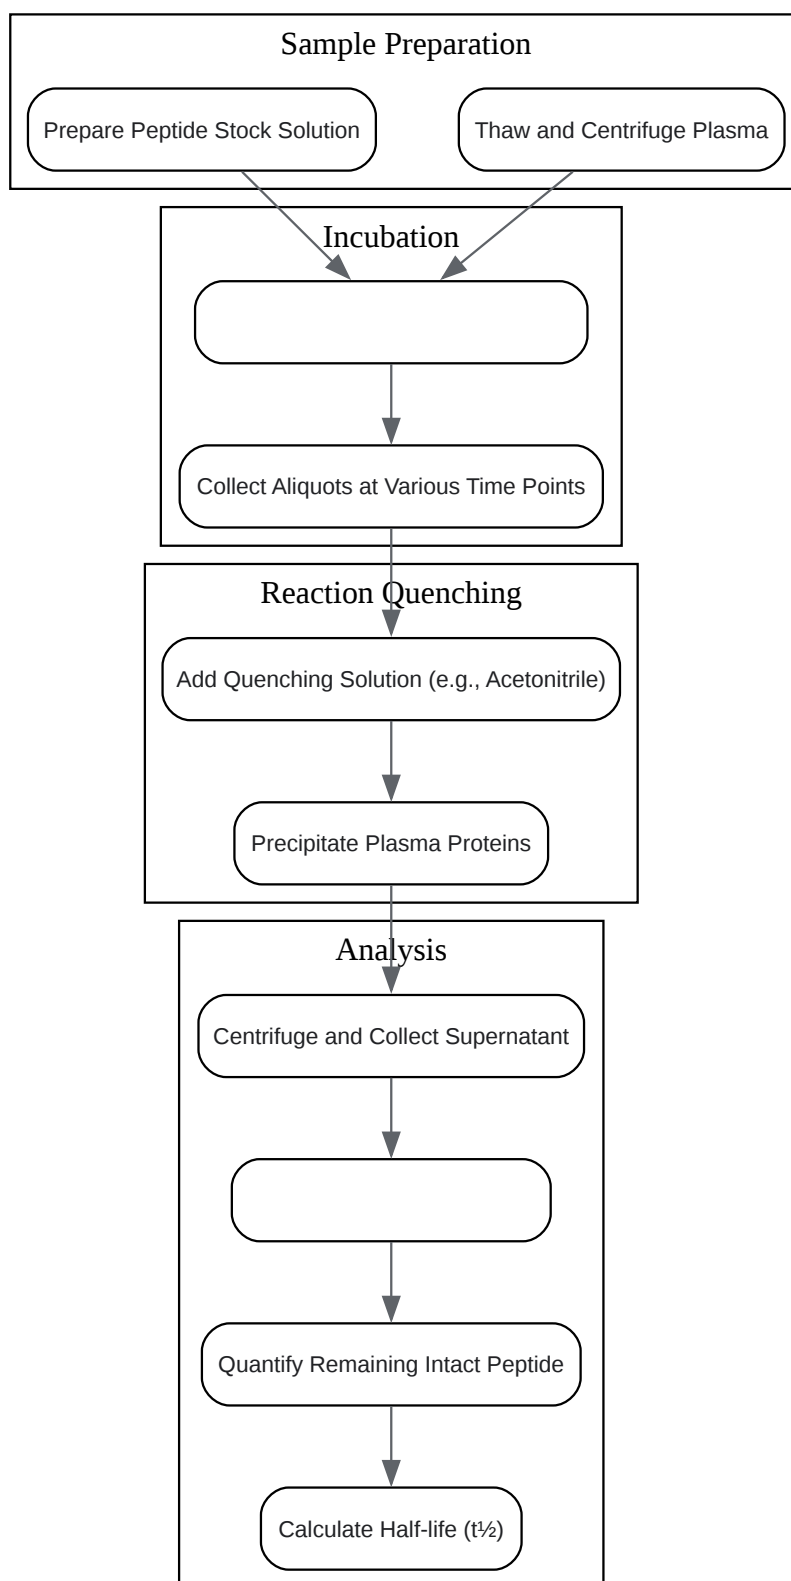 Sample Preparation
Prepare Peptide Stock Solution
Thaw and Centrifuge Plasma
Incubation
Collect Aliquots at Various Time Points
Reaction Quenching
Add Quenching Solution (e.g., Acetonitrile)
Precipitate Plasma Proteins
Analysis
Centrifuge and Collect Supernatant
Quantify Remaining Intact Peptide
Calculate Half-life (t½)